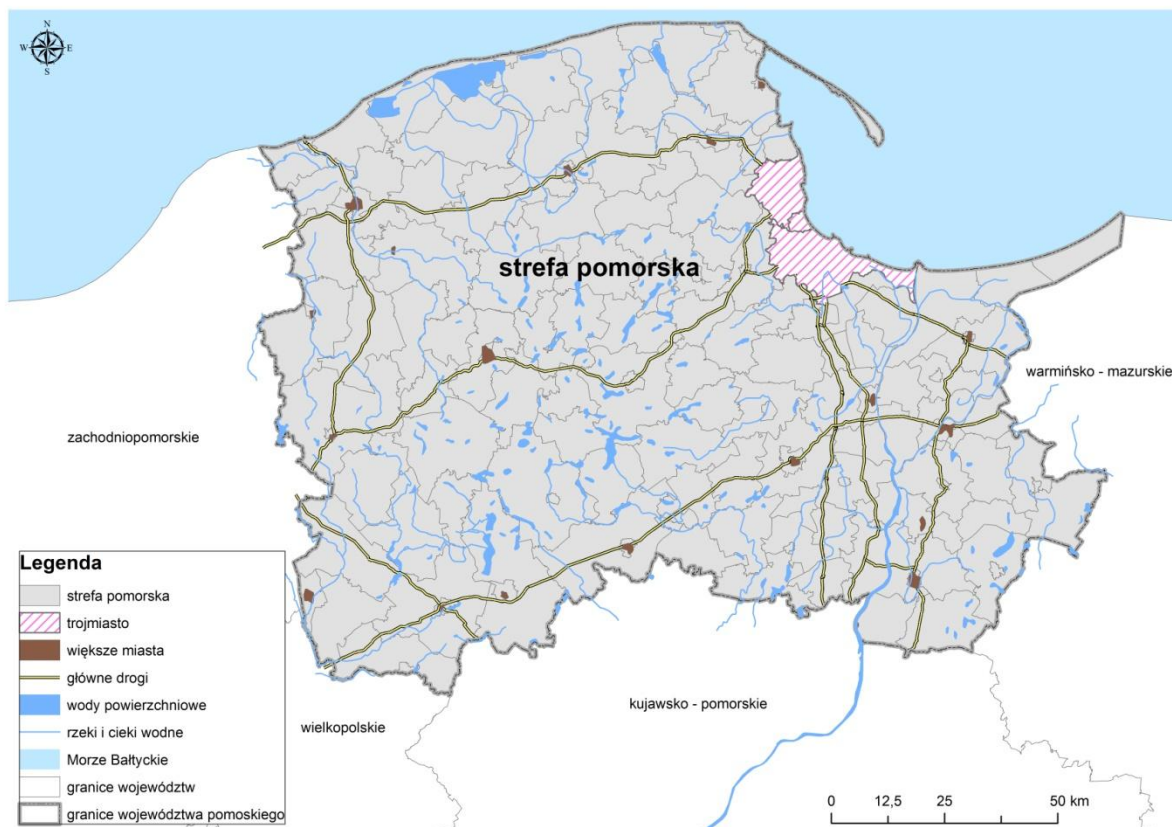 N
W E
S
strefa pomorska
warmińsko - mazurskie
zachodniopomorskie
kujawsko - pomorskie
wielkopolskie
Legenda
strefa pomorska
trojmiasto
większe miasta
główne drogi
wody powierzchniowe
rzeki i cieki wodne
Morze Bałtyckie
granice województw
granice województwa pomoskiego
0 12,5 25 50 km